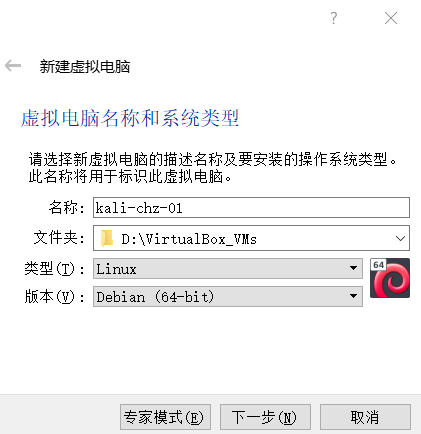 ?
新建虚拟电脑
虚拟电脑名称和系统类型
请选择新虚拟电脑的描述名称及要安装的操作系统类型。
此名称将用于标识此虚拟电脑。
名称: kali-chz-01
文件夹: D:\VirtualBox_VMs
类型(T): Linux
64
版本(V): Debian (64-bit)
专家模式(E) 下一步(N) 取消